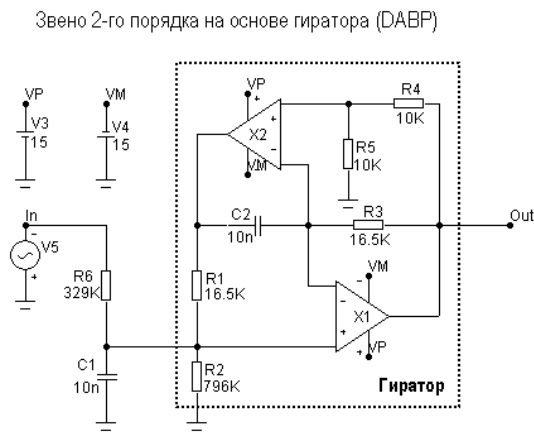 Звено 2-го порядка на основе гиратора (DABP)
VP
V3
15
VM
V4
15
VP
+
+
X2
−
VM
R4
10K
R5
10K
C2
10n
R3
16.5K
Out
In
−
V5
+
R6
329K
R1
16.5K
VM
−
−
X1
+
+
VP
C1
10n
R2
796K
Гиратор